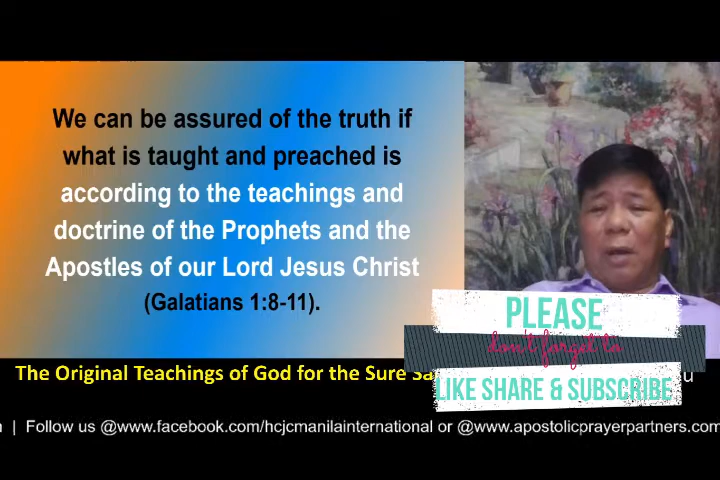 We can be assured of the truth if
what is taught and preached is
according to the teachings and
doctrine of the Prophets and the
Apostles of our Lord Jesus Christ
(Galatians 1:8-11).
PLEASE
don't forget to
LIKE SHARE & SUBSCRIBE
The Original Teachings of God for the Sure
| Follow us @www.facebook.com/hcjcmanilainternational or @www.apostolicprayerpartners.com